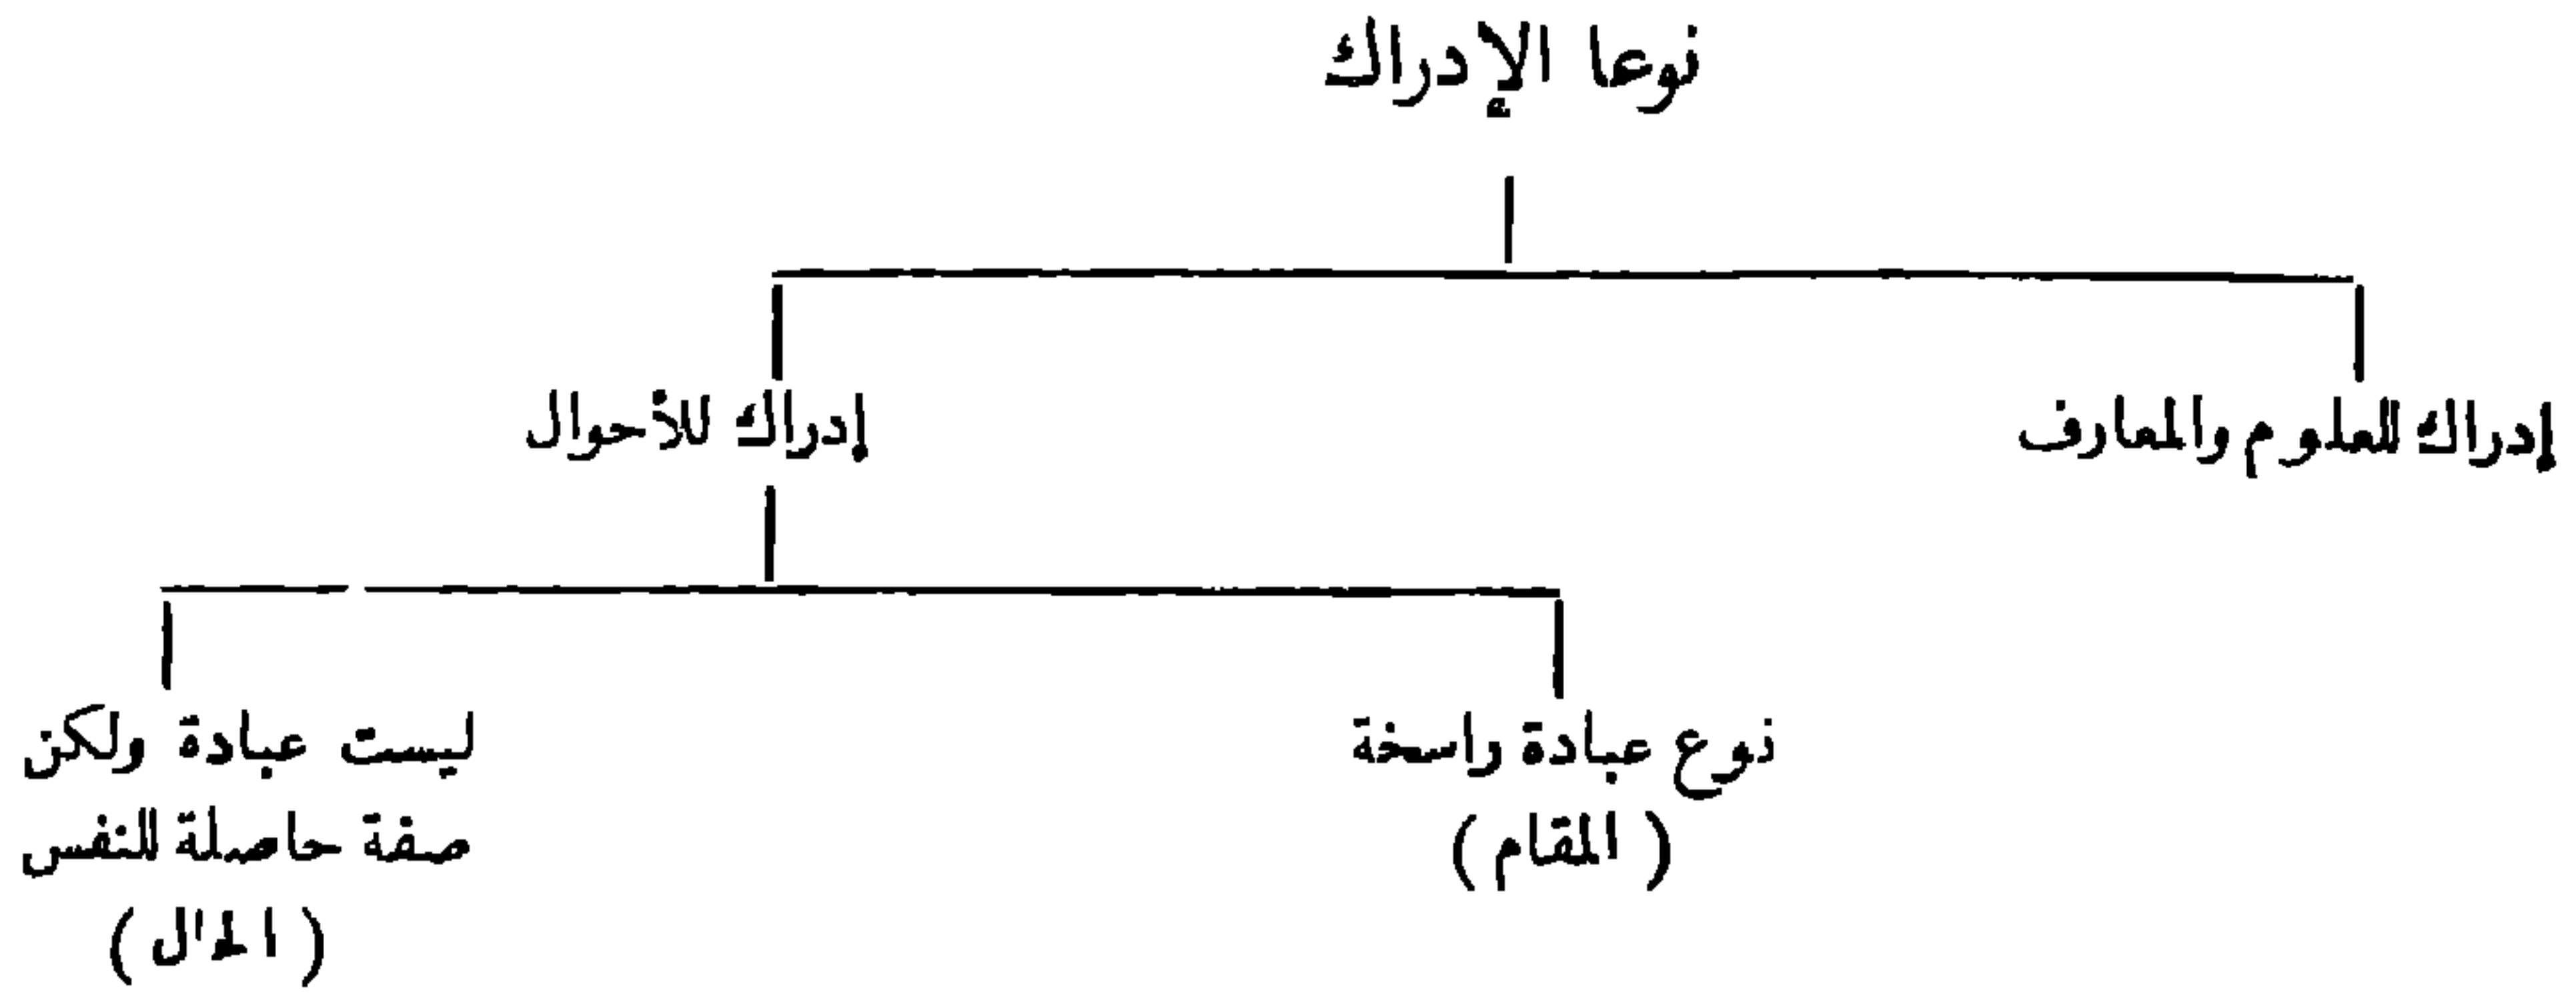 نوعا الإدراك
إدراك للعلوم والمعارف
إدراك للأحوال
نوع عبادة راسخة
( المقام )
ليست عبادة ولكن
صفة حاصلة للنفس
( الحال )